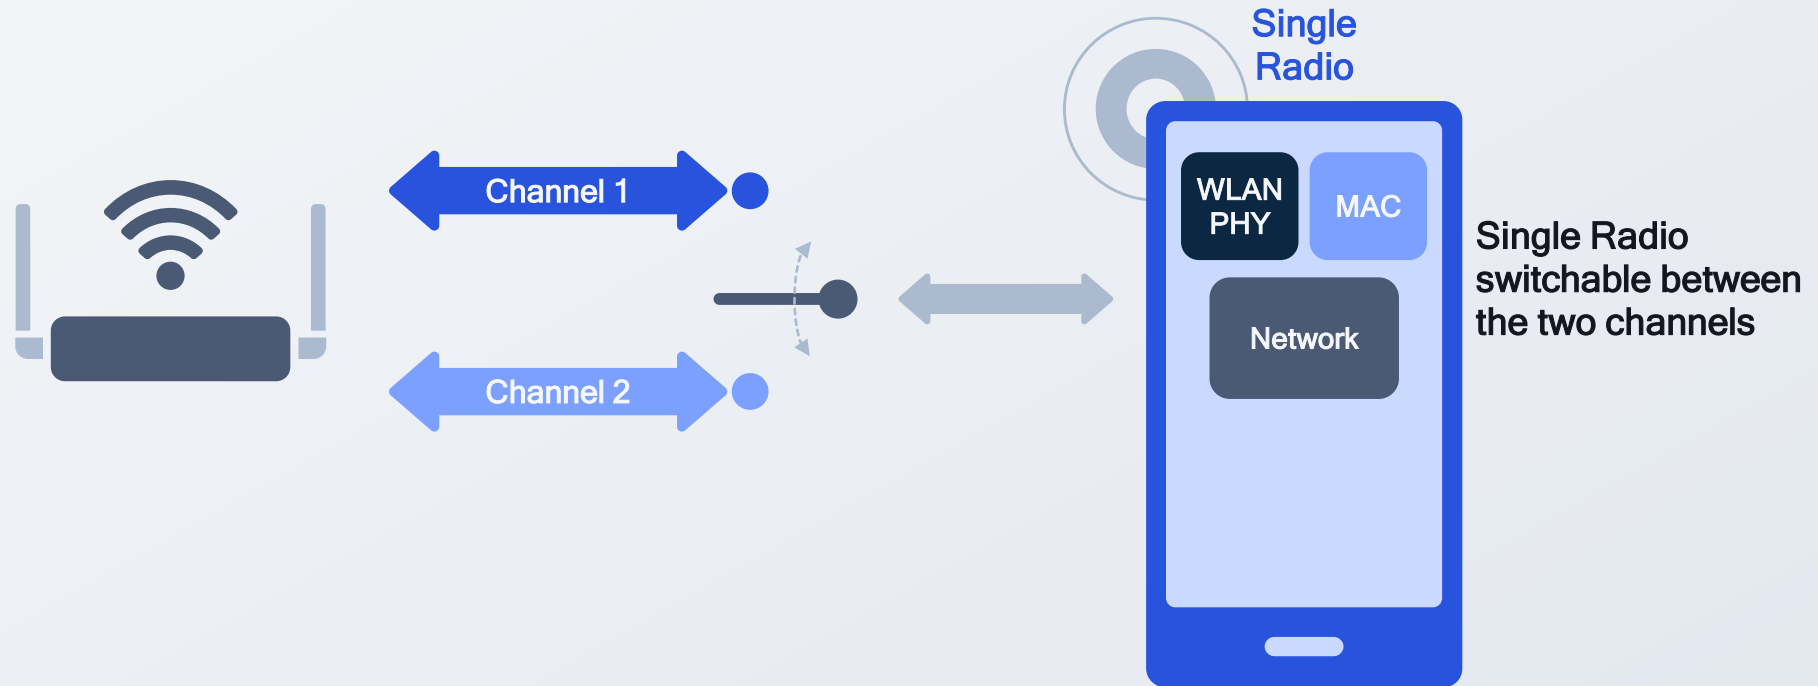 Single
Radio
Channel 1
WLAN
PHY
MAC
Single Radio
switchable between
the two channels
Network
Channel 2